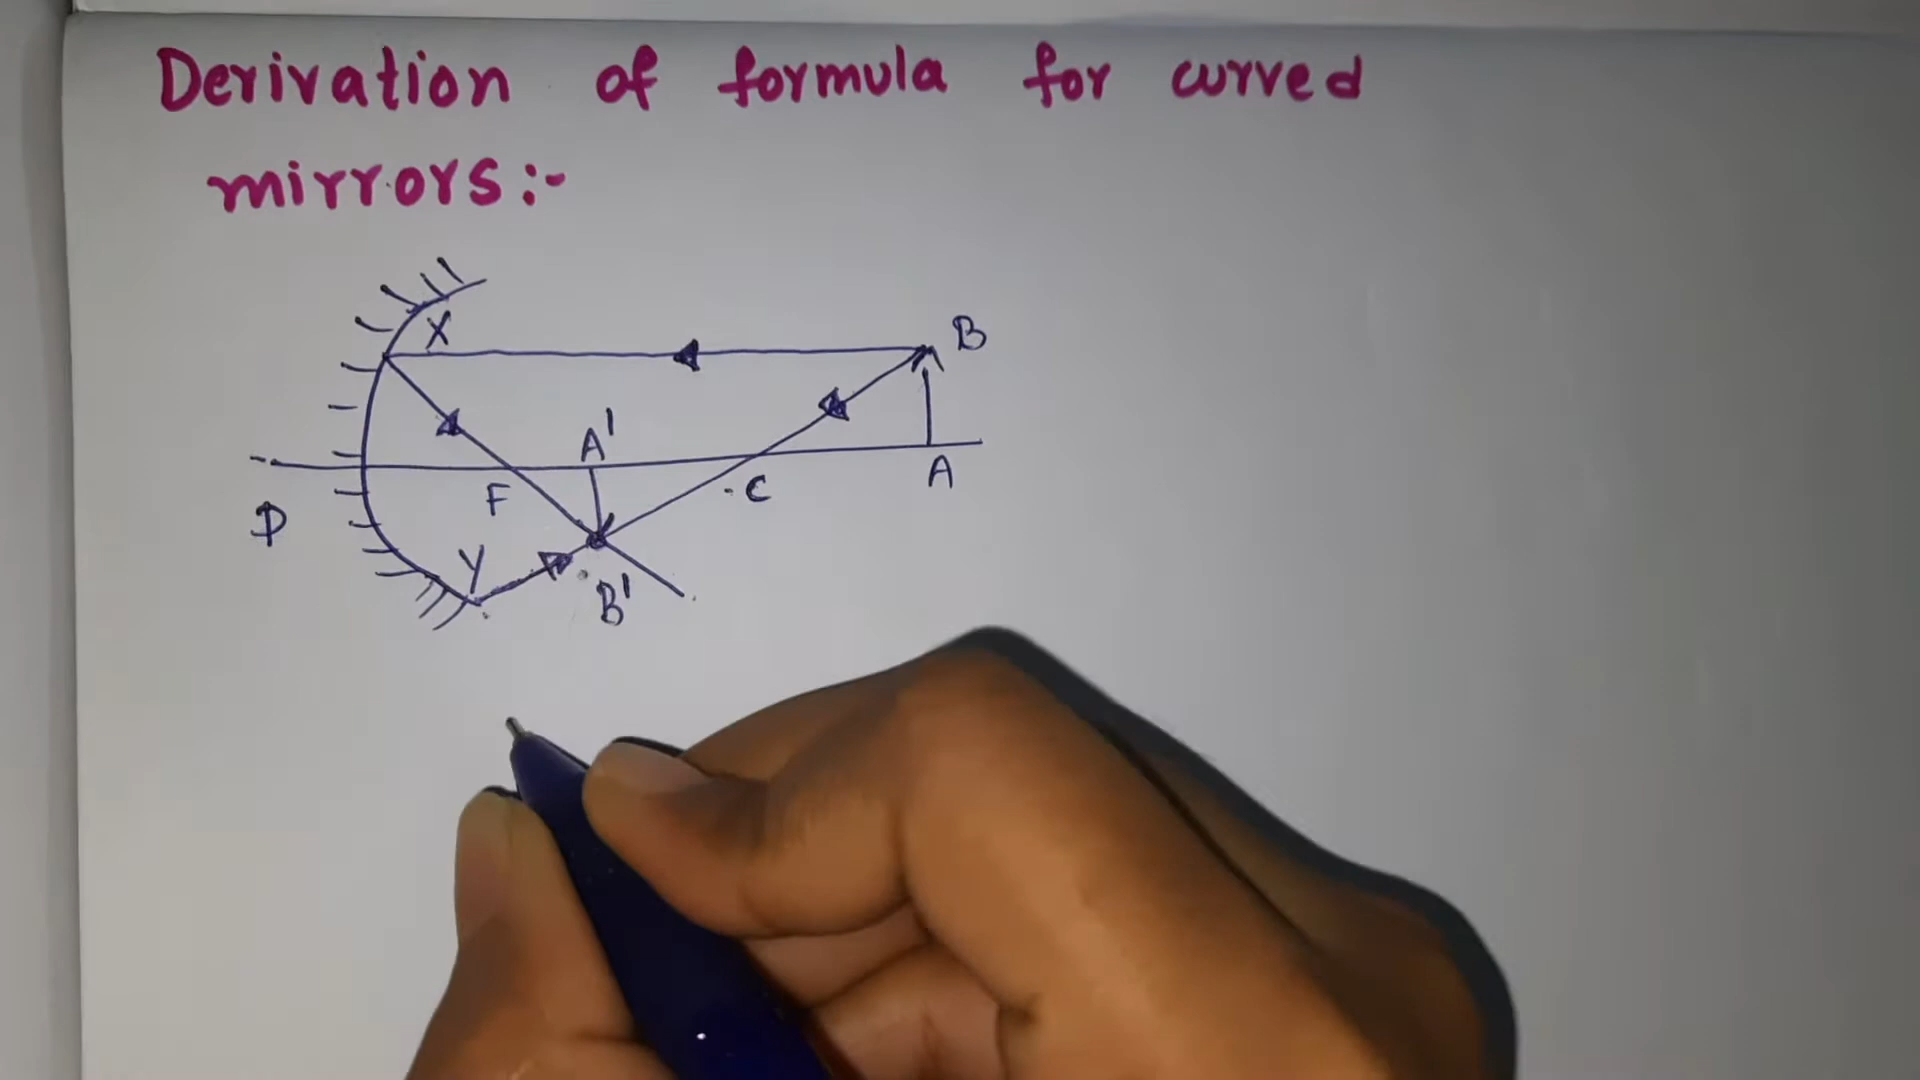 Derivation of formula for curved
mirrors:-
X
B
A'
F
C
A
P
Y
B'